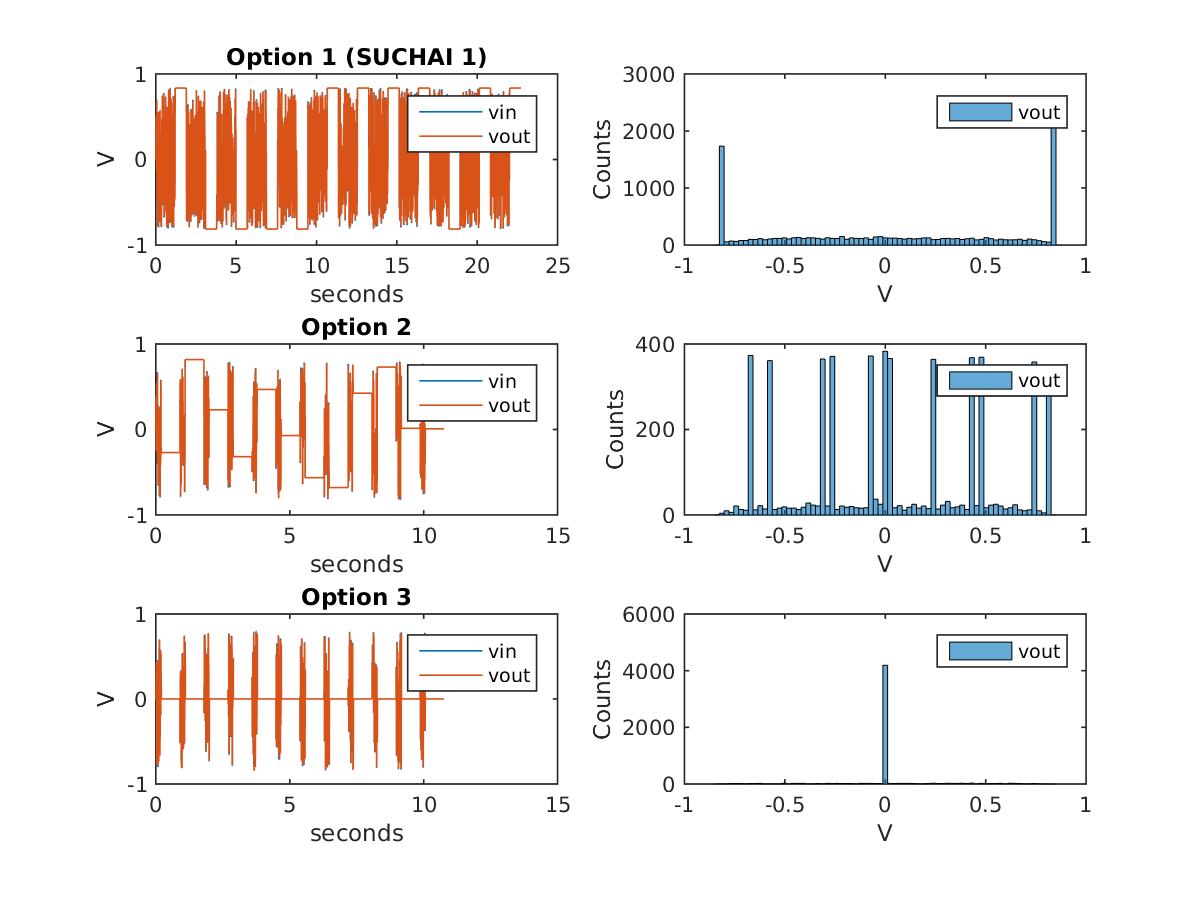 Option 1 (SUCHAI 1)
1
0
-1
V
vin
vout
0 5 10 15 20 25
seconds
3000
2000
1000
0
Counts
vout
-1 -0.5 0 0.5 1
V
Option 2
1
0
-1
V
vin
vout
0 5 10 15
seconds
400
200
0
Counts
vout
-1 -0.5 0 0.5 1
V
Option 3
1
0
-1
V
vin
vout
0 5 10 15
seconds
6000
4000
2000
0
Counts
vout
-1 -0.5 0 0.5 1
V